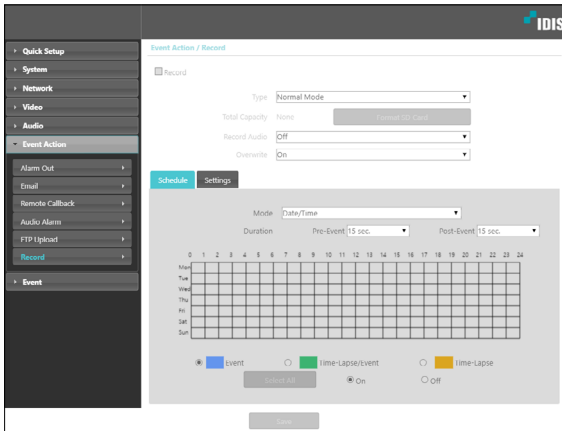 IDIS
Quick Setup
System
Network
Video
Audio
Event Action
Alarm Out
Email
Remote Callback
Audio Alarm
FTP Upload
Record
Event
Event Action / Record
Record
Type Normal Mode
Total Capacity None Format SD Card
Record Audio Off
Overwrite On
Schedule Settings
Mode Date/Time
Duration Pre-Event 15 sec. Post-Event 15 sec.
0 1 2 3 4 5 6 7 8 9 10 11 12 13 14 15 16 17 18 19 20 21 22 23 24
Mon
Tue
Wed
Thu
Fri
Sat
Sun
Event Time-Lapse/Event Time-Lapse
Select All On Off
Save